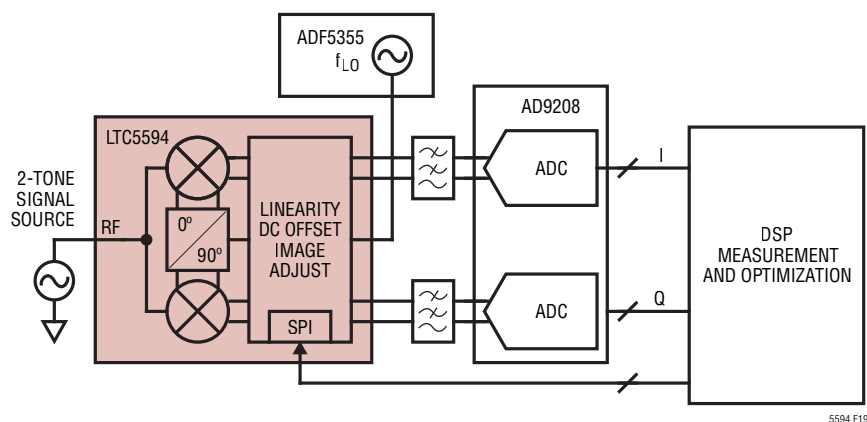 ADF5355
fLO
AD9208
LTC5594
2-TONE
SIGNAL
SOURCE
RF
0º
90º
LINEARITY
DC OFFSET
IMAGE
ADJUST
SPI
ADC
I
ADC
Q
DSP
MEASUREMENT
AND OPTIMIZATION
5594 F19